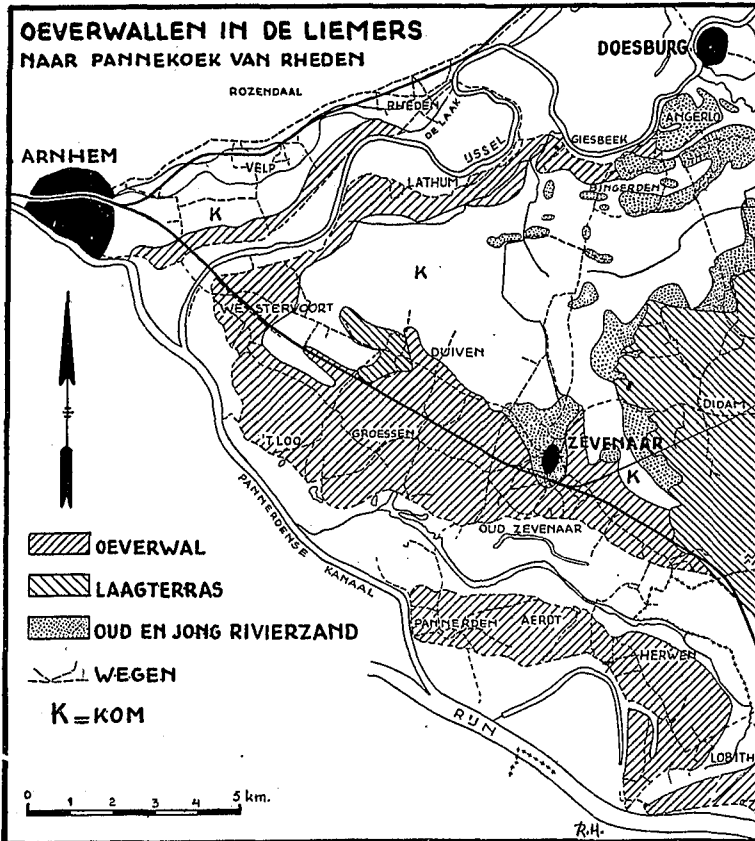 OEVERWALLEN IN DE LIEMERS
NAAR PANNEKOEK VAN RHEDEN
DOESBURG
ROZENDAAL
RHEDEN
DE LAAK
ANGERLO
GIESBEEK
IJSSEL
ARNHEM
VELP
LATHUM
BINGERDEN
K
K
WESSTERVOORT
DUIVEN
DIDAM
'T LOO
GROESSEN
ZEVENAAR
K
PANNERDENSE KANAAL
OUD ZEVENAAR
OEVERWAL
LAAGTERRAS
PANNERDEN
AERDT
OUD EN JONG RIVIERZAND
HERWEN
WEGEN
K=KOM
RIJN
LOBITH
0 1 2 3 4 5 km.
R.H.